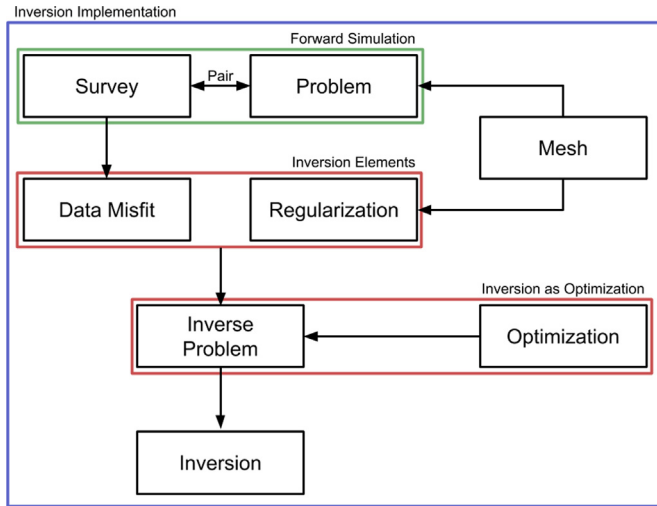 Inversion Implementation
Forward Simulation
Survey
Pair
Problem
Mesh
Inversion Elements
Data Misfit
Regularization
Inversion as Optimization
Inverse
Problem
Optimization
Inversion